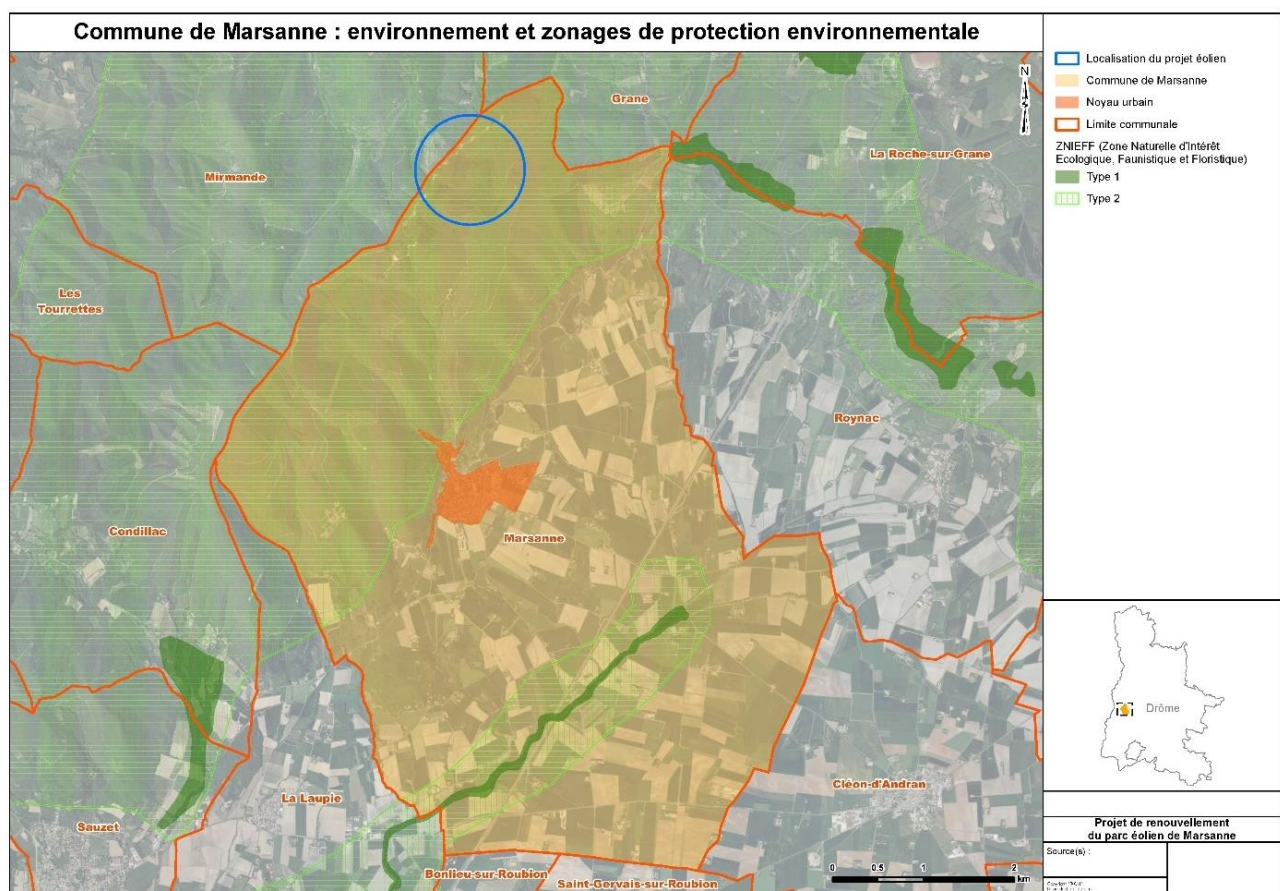 Commune de Marsanne : environnement et zonages de protection environnementale
Localisation du projet éolien
Commune de Marsanne
Noyau urbain
Limite communale
ZNIEFF (Zone Naturelle d'Intérêt
Ecologique, Faunistique et Floristique)
Type 1
Type 2
N
Grane
La Roche-sur-Grane
Mirmande
Les
Tourrettes
Roynac
Condillac
Marsanne
La Laupie
Cléon-d'Andran
Sauzet
Bonlieu-sur-Roubion
Saint-Gervais-sur-Roubion
0 0.5 1 2
km
Drôme
Projet de renouvellement
du parc éolien de Marsanne
Source(s) :